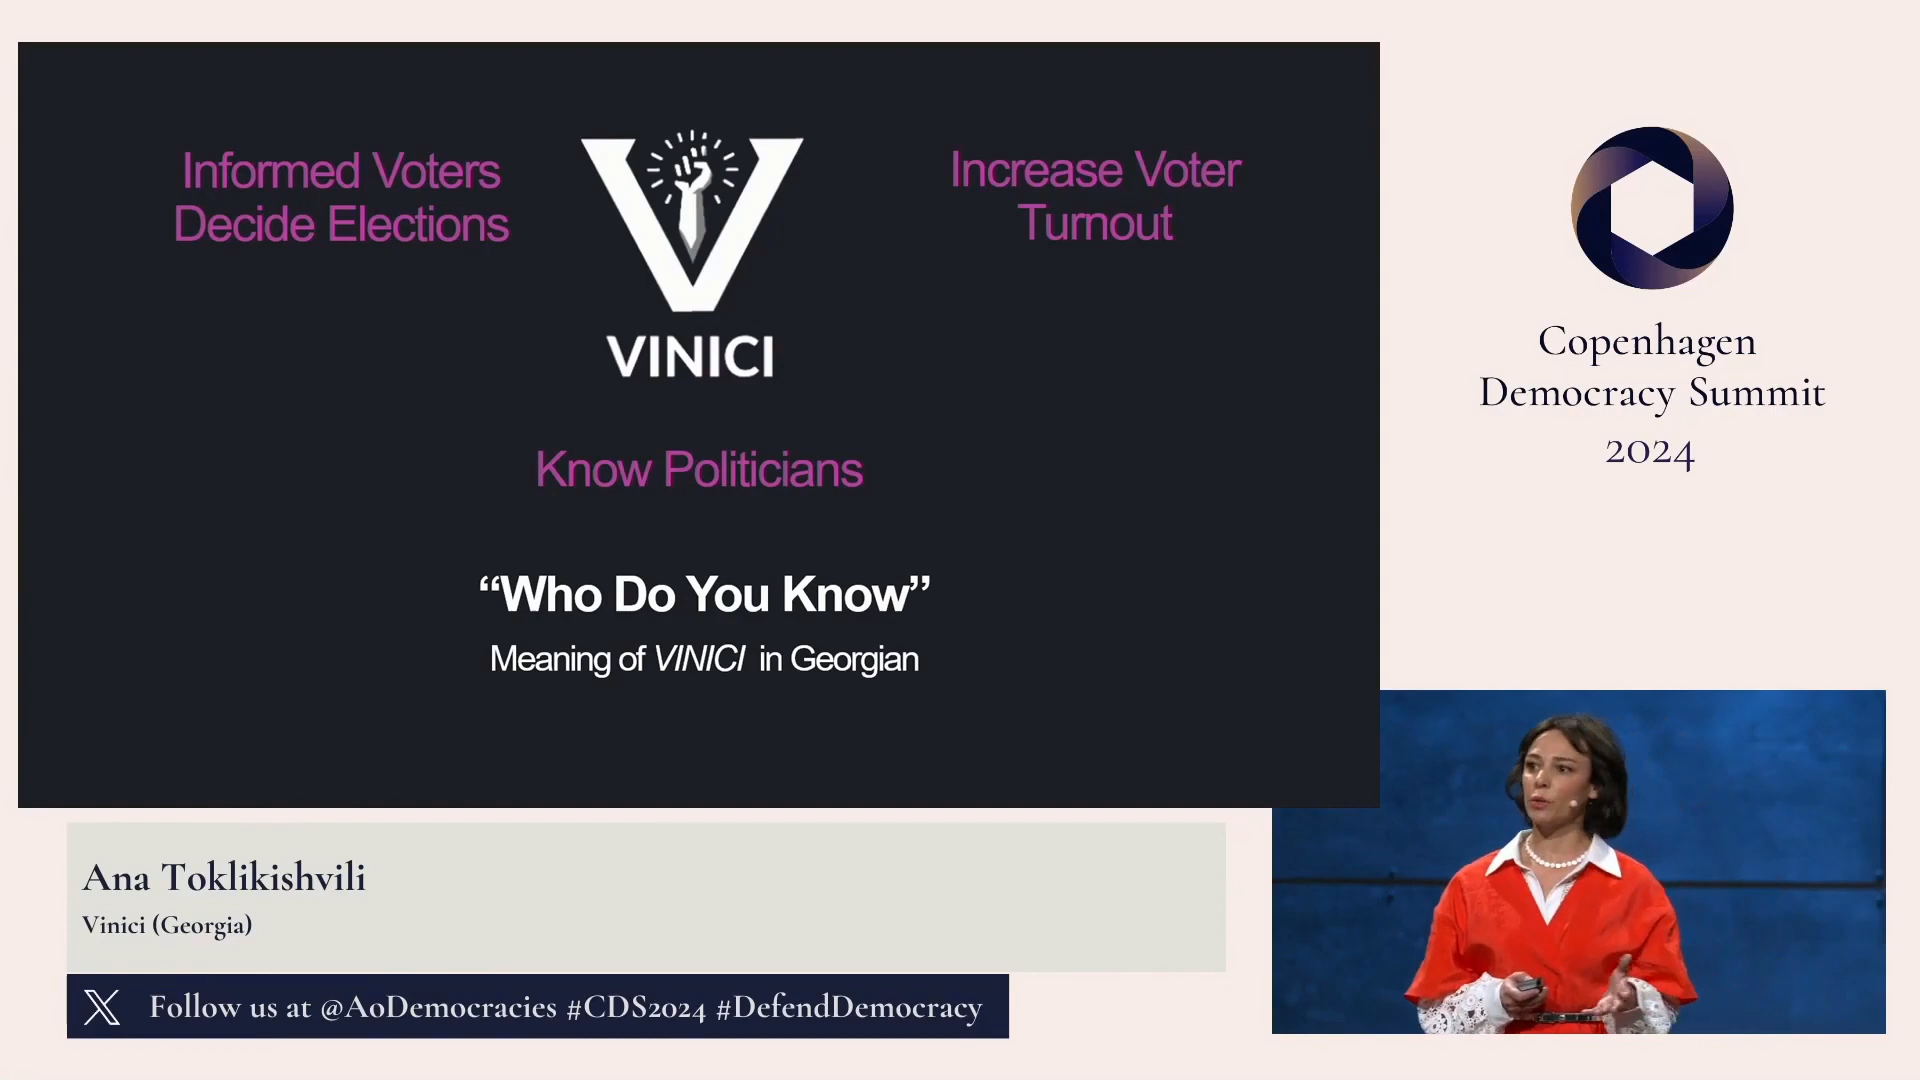 Informed Voters
Decide Elections
VINICI
Increase Voter
Turnout
Know Politicians
“Who Do You Know”
Meaning of VINICI in Georgian
Copenhagen
Democracy Summit
2024
Ana Toklikishvili
Vinici (Georgia)
Follow us at @AoDemocracies #CDS2024 #DefendDemocracy